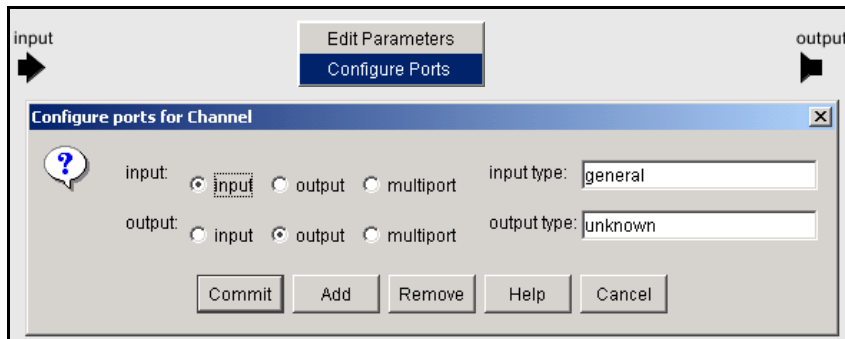 input
Edit Parameters
output
Configure Ports
Configure ports for Channel
input: input output multiport input type: general
output: input output multiport output type: unknown
Commit Add Remove Help Cancel